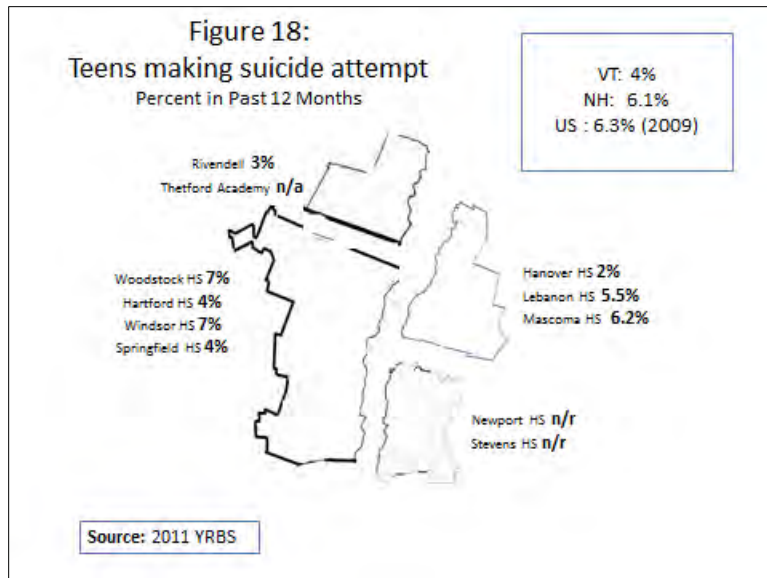 Figure 18:
Teens making suicide attempt
Percent in Past 12 Months
VT: 4%
NH: 6.1%
US : 6.3% (2009)
Rivendell 3%
Thetford Academy n/a
Woodstock HS 7%
Hartford HS 4%
Windsor HS 7%
Springfield HS 4%
Hanover HS 2%
Lebanon HS 5.5%
Mascoma HS 6.2%
Newport HS n/r
Stevens HS n/r
Source: 2011 YRBS